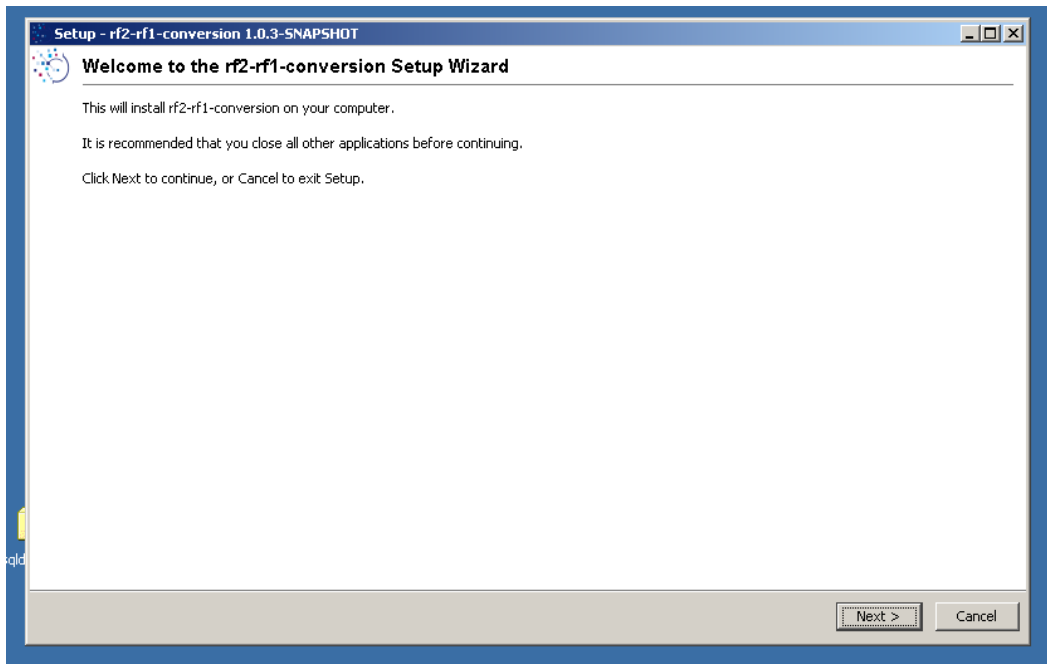 Setup - rf2-rf1-conversion 1.0.3-SNAPSHOT
Welcome to the rf2-rf1-conversion Setup Wizard
This will install rf2-rf1-conversion on your computer.
It is recommended that you close all other applications before continuing.
Click Next to continue, or Cancel to exit Setup.
sqld
Next >
Cancel